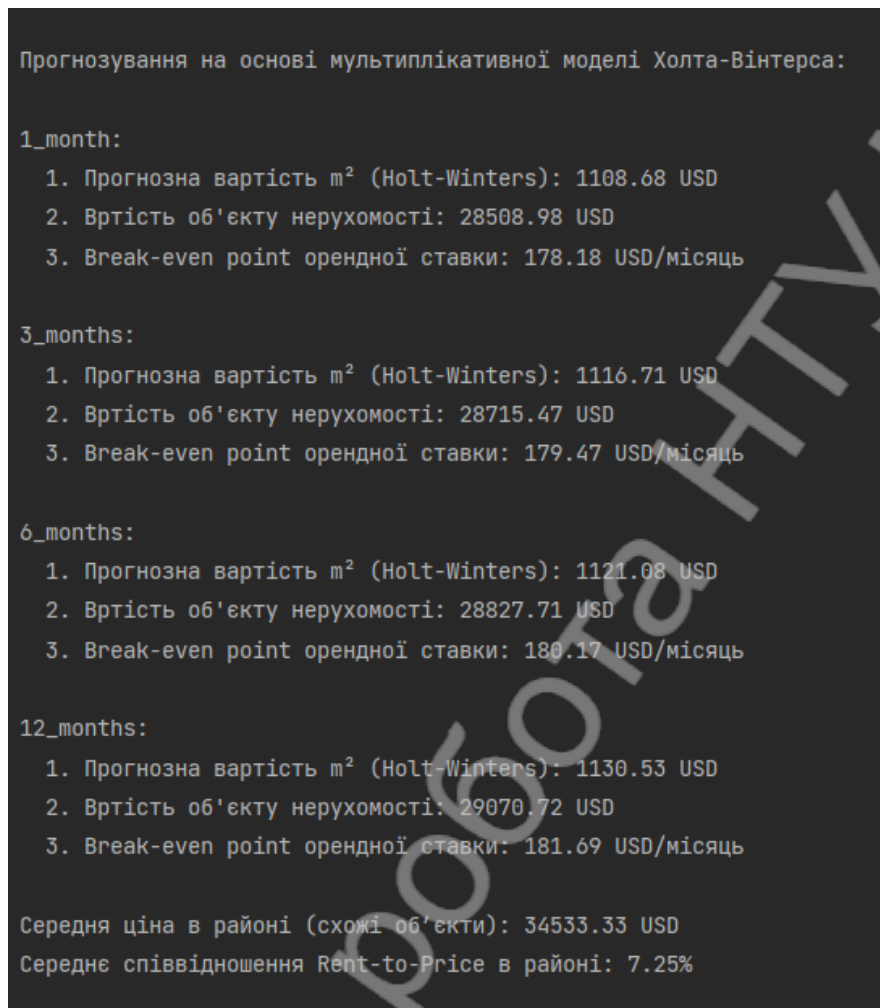 Прогнозування на основі мультиплікативної моделі Холта-Вінтерса:
1_month:
1. Прогнозна вартість m² (Holt-Winters): 1108.68 USD
2. Вртість об'єкту нерухомості: 28508.98 USD
3. Break-even point орендної ставки: 178.18 USD/місяць
3_months:
1. Прогнозна вартість m² (Holt-Winters): 1116.71 USD
2. Вртість об'єкту нерухомості: 28715.47 USD
3. Break-even point орендної ставки: 179.47 USD/місяць
6_months:
1. Прогнозна вартість m² (Holt-Winters): 1121.08 USD
2. Вртість об'єкту нерухомості: 28827.71 USD
3. Break-even point орендної ставки: 180.17 USD/місяць
12_months:
1. Прогнозна вартість m² (Holt-Winters): 1130.53 USD
2. Вртість об'єкту нерухомості: 29070.72 USD
3. Break-even point орендної ставки: 181.69 USD/місяць
Середня ціна в районі (схожі об’єкти): 34533.33 USD
Середнє співвідношення Rent-to-Price в районі: 7.25%
робота НТУ